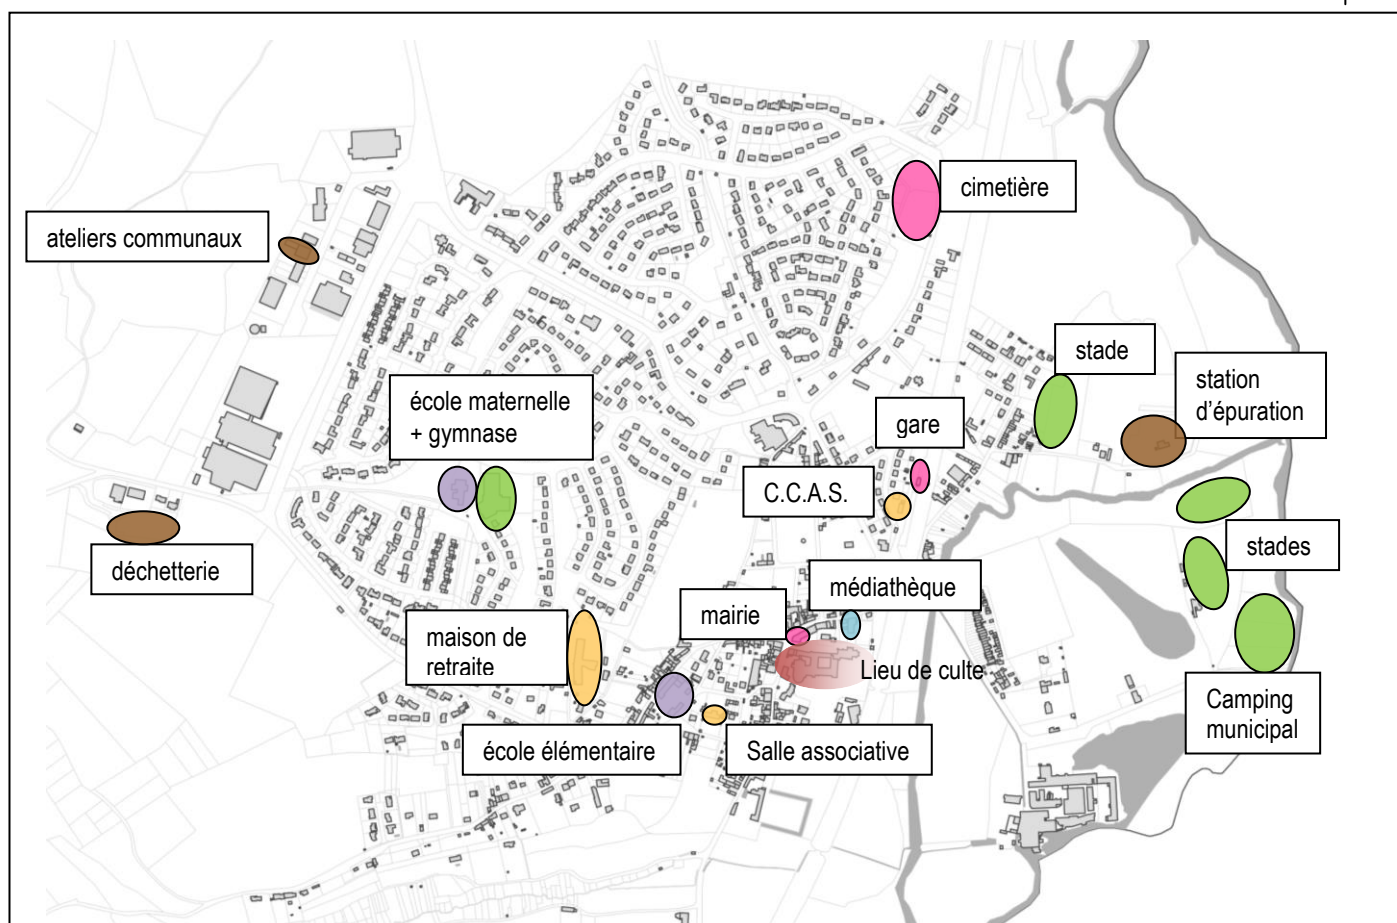 cimetière
ateliers communaux
stade
station
d'épuration
école maternelle
+ gymnase
gare
C.C.A.S.
stades
déchetterie
médiathèque
mairie
maison de
retraite
Lieu de culte
Camping
municipal
école élémentaire
Salle associative